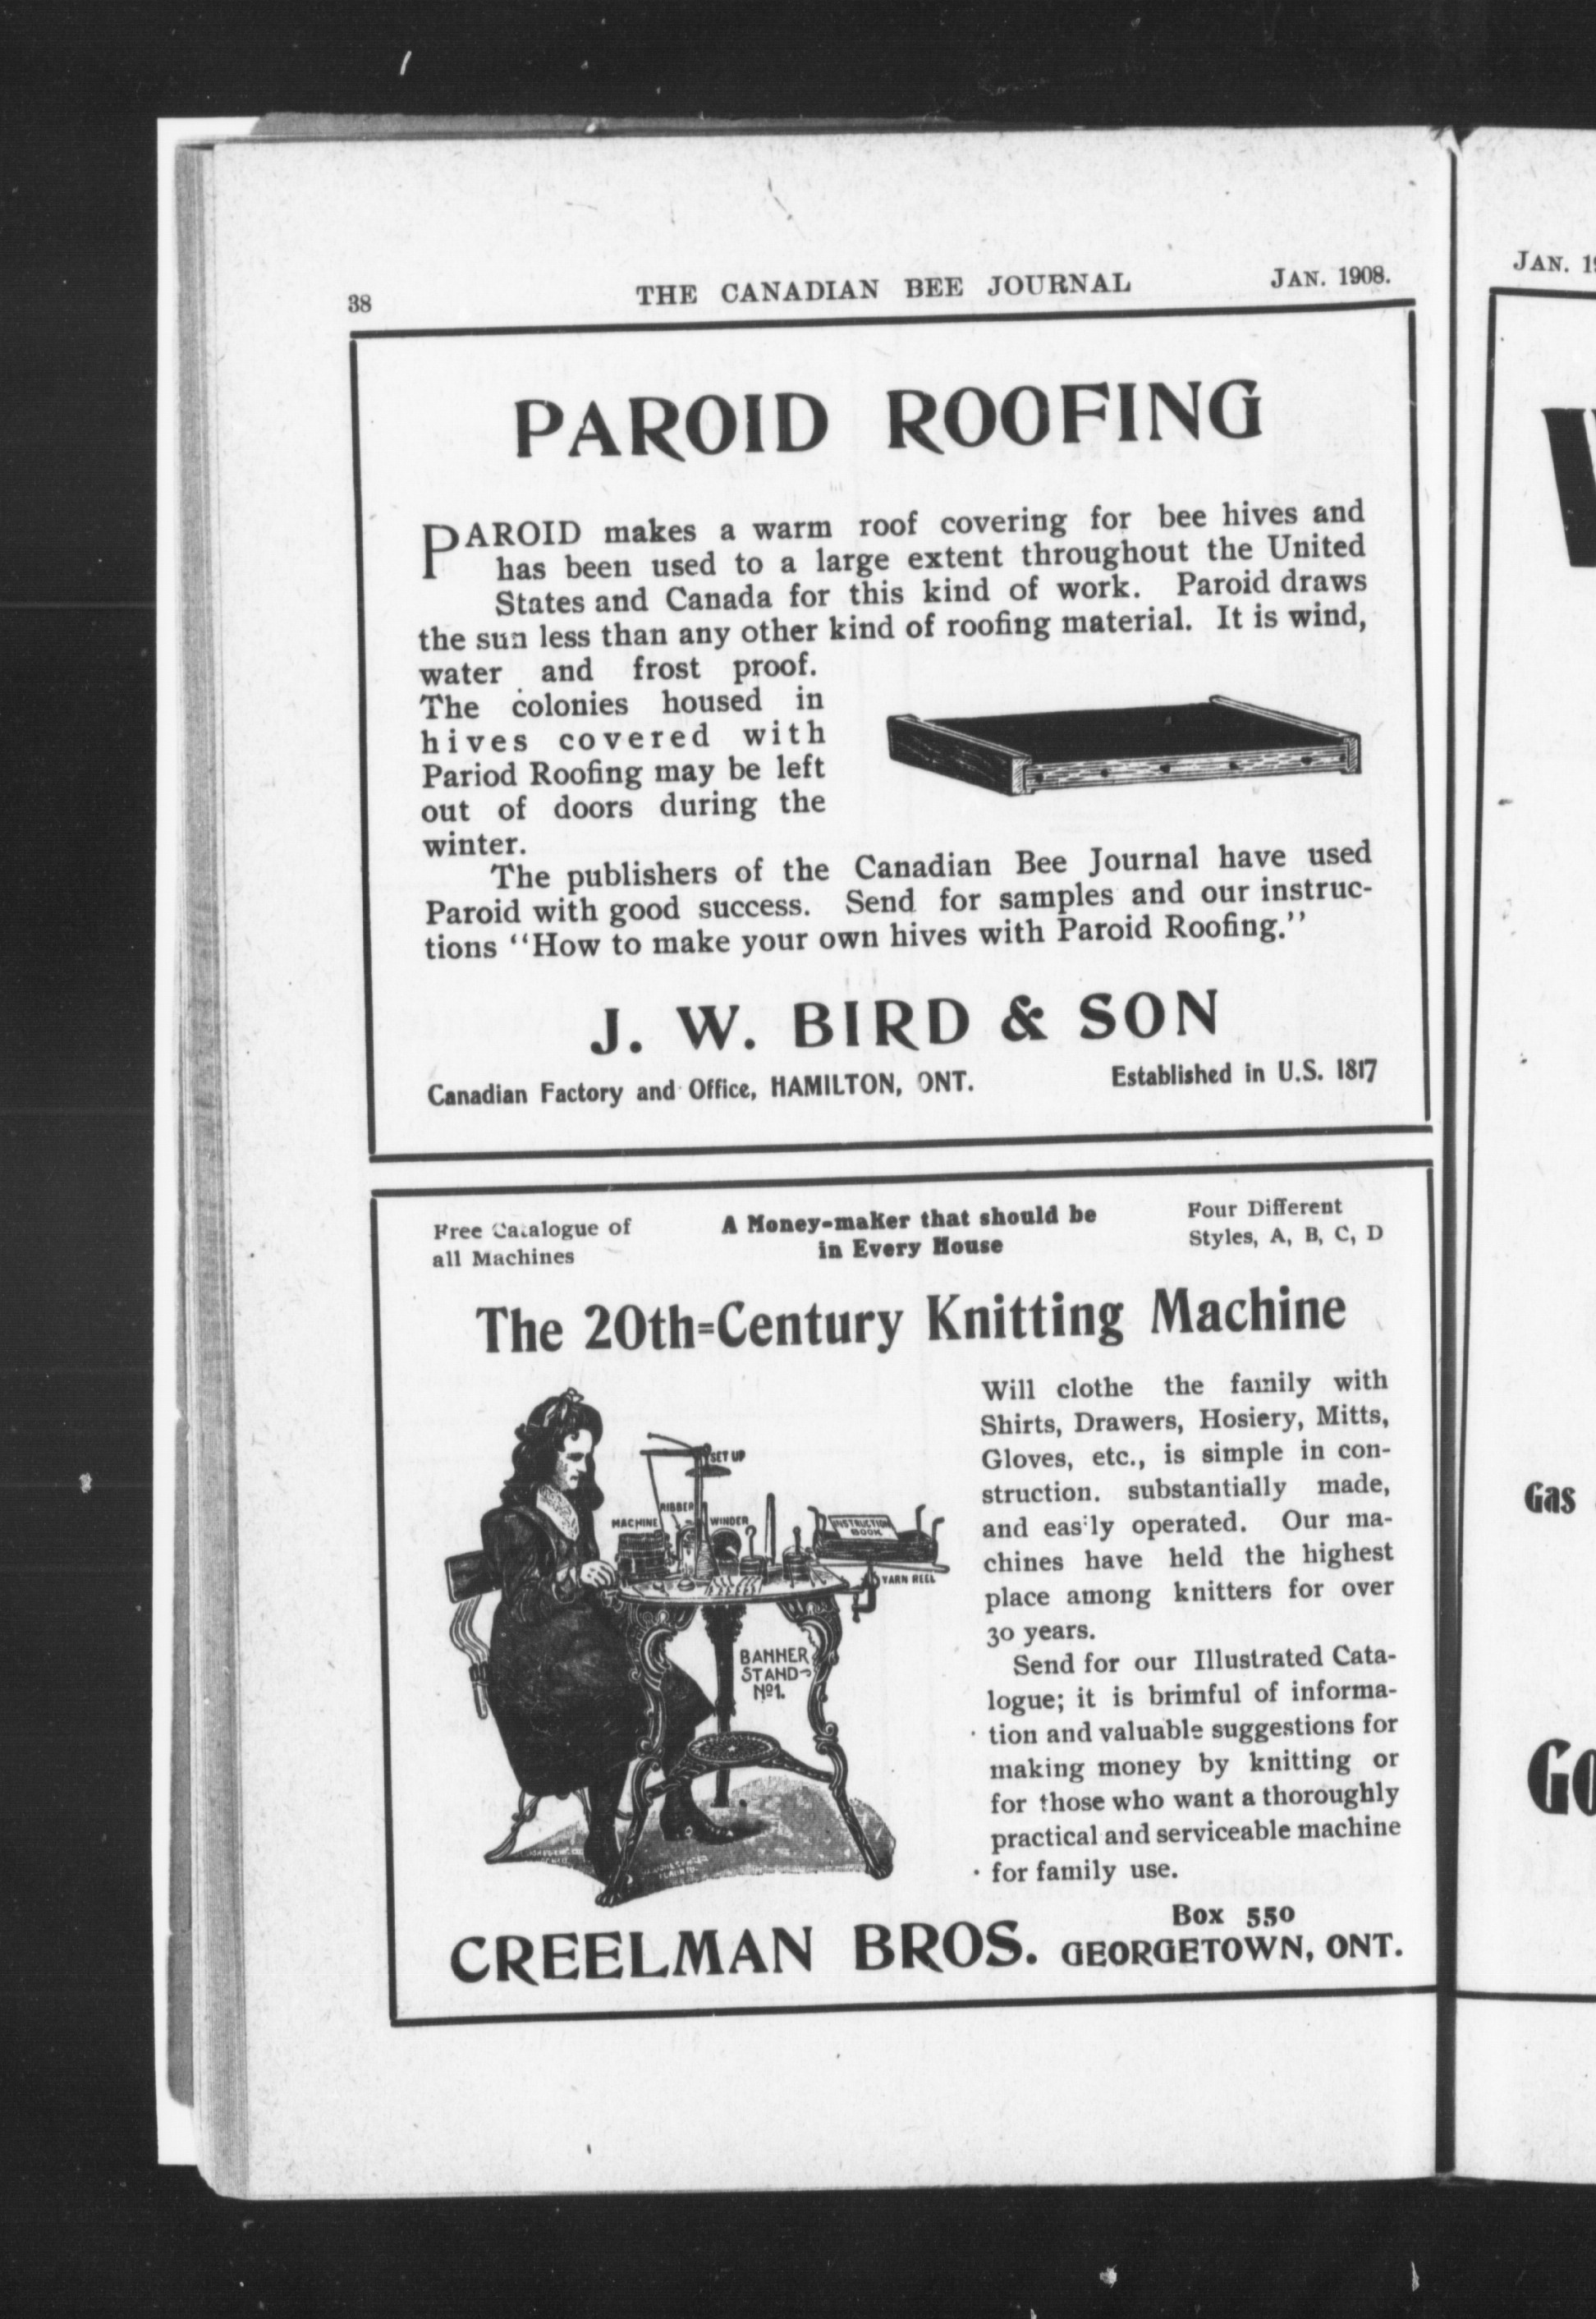 38
THE CANADIAN BEE JOURNAL
JAN. 1908.
PAROID ROOFING
PAROID makes a warm roof covering for bee hives and
has been used to a large extent throughout the United
States and Canada for this kind of work. Paroid draws
the sun less than any other kind of roofing material. It is wind,
water and frost proof.
The colonies housed in
hives covered with
Pariod Roofing may be left
out of doors during the
winter.
The publishers of the Canadian Bee Journal have used
Paroid with good success. Send for samples and our instruc-
tions "How to make your own hives with Paroid Roofing."
J. W. BIRD & SON
Canadian Factory and Office, HAMILTON, ONT.
Established in U.S. 1817
Free Catalogue of
all Machines
A Money-maker that should be
in Every House
Four Different
Styles, A, B, C, D
The 20th=Century Knitting Machine
SET UP
RIBBER
MACHINE
WINDER
INSTRUCTION
BOOK
YARN REEL
BANNER
STAND
No1.
Will clothe the family with
Shirts, Drawers, Hosiery, Mitts,
Gloves, etc., is simple in con-
struction. substantially made,
and easily operated. Our ma-
chines have held the highest
place among knitters for over
30 years.
Send for our Illustrated Cata-
logue; it is brimful of informa-
tion and valuable suggestions for
making money by knitting or
for those who want a thoroughly
practical and serviceable machine
for family use.
CREELMAN BROS.
Box 550
GEORGETOWN, ONT.
JAN. 19
Gas